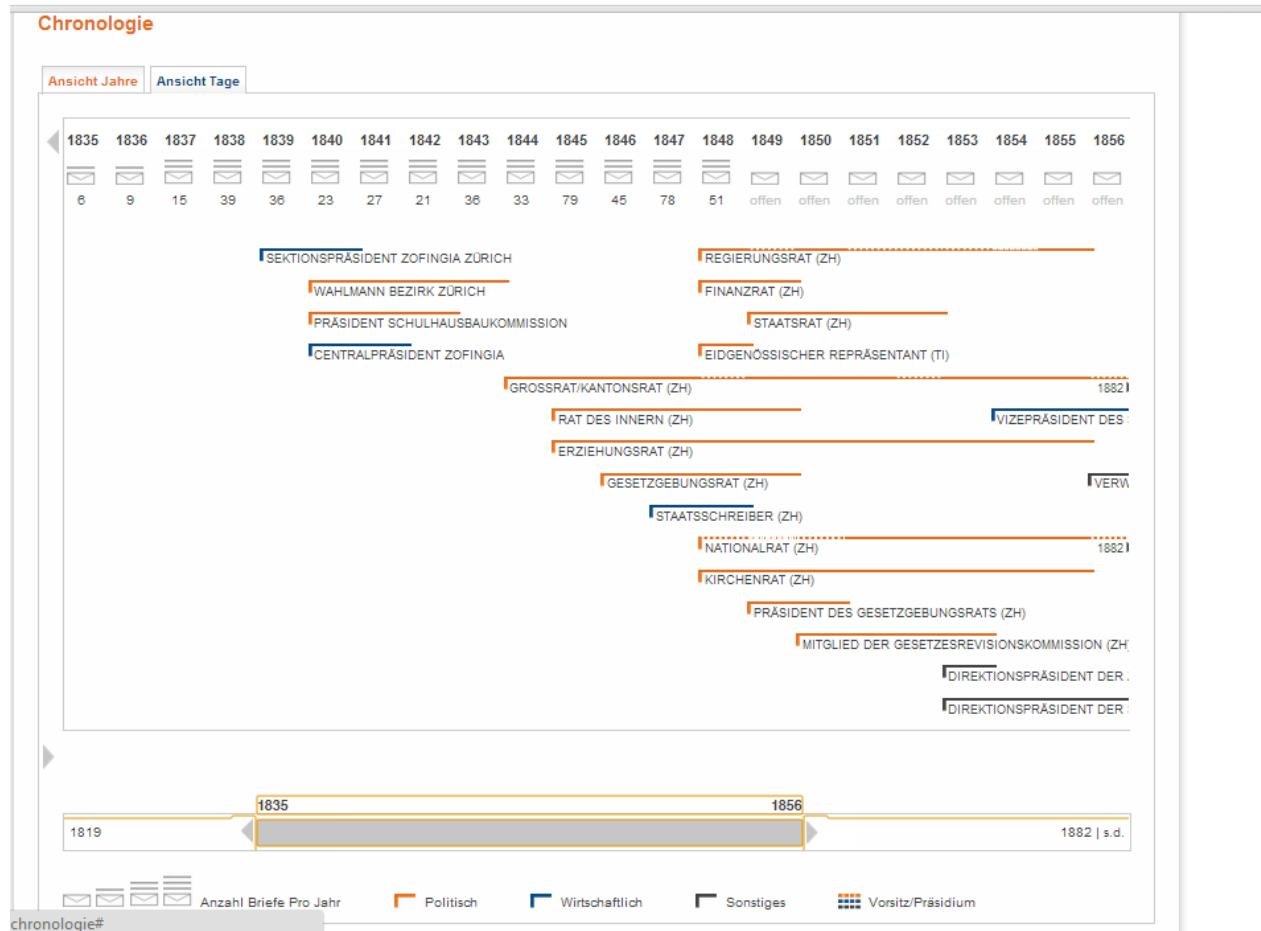 Chronologie
Ansicht Jahre Ansicht Tage
1835 1836 1837 1838 1839 1840 1841 1842 1843 1844 1845 1846 1847 1848 1849 1850 1851 1852 1853 1854 1855 1856
6 9 15 39 36 23 27 21 36 33 79 45 78 51 offen offen offen offen offen offen offen offen
SEKTIONSPRÄSIDENT ZOFINGIA ZÜRICH REGIERUNGSRAT (ZH)
WAHLMANN BEZIRK ZÜRICH FINANZRAT (ZH)
PRÄSIDENT SCHULHAUSBAUKOMMISSION STAATSRAT (ZH)
CENTRALPRÄSIDENT ZOFINGIA EIDGENÖSSISCHER REPRÄSENTANT (TI)
GROSSRAT/KANTONSRAT (ZH) 1882
RAT DES INNERN (ZH) VIZEPRÄSIDENT DES
ERZIEHUNGSRAT (ZH)
GESETZGEBUNGSRAT (ZH) VERW
STAATSSCHREIBER (ZH)
NATIONALRAT (ZH) 1882
KIRCHENRAT (ZH)
PRÄSIDENT DES GESETZGEBUNGSRATS (ZH)
MITGLIED DER GESETZESREVISIONSKOMMISSION (ZH)
DIREKTIONSPRÄSIDENT DER
DIREKTIONSPRÄSIDENT DER
1835 1856
1819 1882 | s.d.
Anzahl Briefe Pro Jahr Politisch Wirtschaftlich Sonstiges Vorsitz/Präsidium
chronologie#